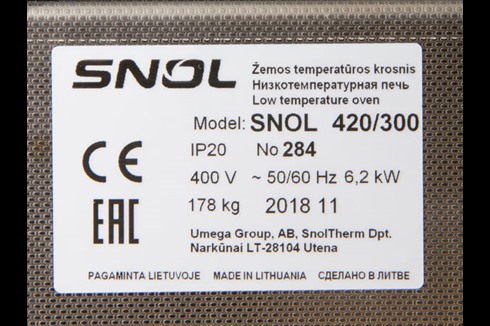 SNOL
Žemos temperatūros krosnis
Низкотемпературная печь
Low temperature oven
Model: SNOL 420/300
IP20 No 284
400 V ~ 50/60 Hz 6,2 kW
178 kg 2018 11
Umega Group, AB, SnolTherm Dpt.
Narkūnai LT-28104 Utena
CE
EAC
PAGAMINTA LIETUVOJE MADE IN LITHUANIA СДЕЛАНО В ЛИТВЕ